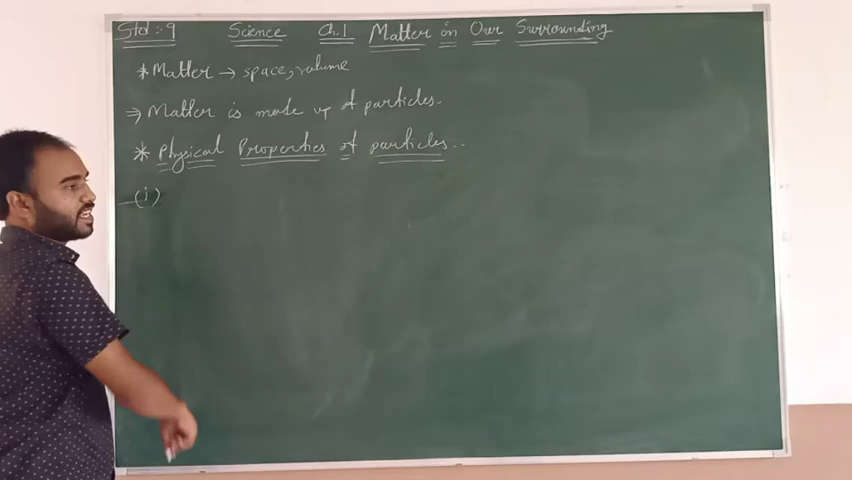 Std :- 9 Science Ch.1 Matter in Our Surrounding
* Matter → space, volume
⇒ Matter is made up of particles.
* Physical Properties of particles..
(i)